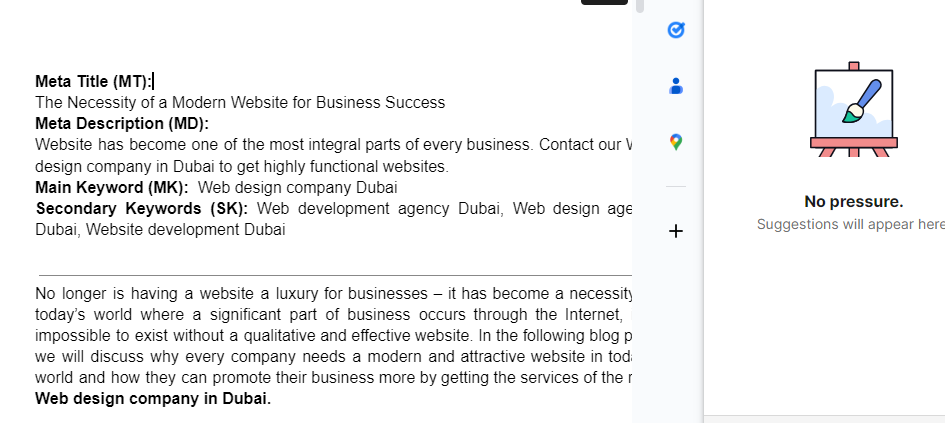 Meta Title (MT):
The Necessity of a Modern Website for Business Success
Meta Description (MD):
Website has become one of the most integral parts of every business. Contact our
design company in Dubai to get highly functional websites.
Main Keyword (MK): Web design company Dubai
Secondary Keywords (SK): Web development agency Dubai, Web design
Dubai, Website development Dubai
No longer is having a website a luxury for businesses – it has become a necessity
today's world where a significant part of business occurs through the Internet,
impossible to exist without a qualitative and effective website. In the following blog
we will discuss why every company needs a modern and attractive website in
world and how they can promote their business more by getting the services of the
Web design company in Dubai.
No pressure.
Suggestions will appear here